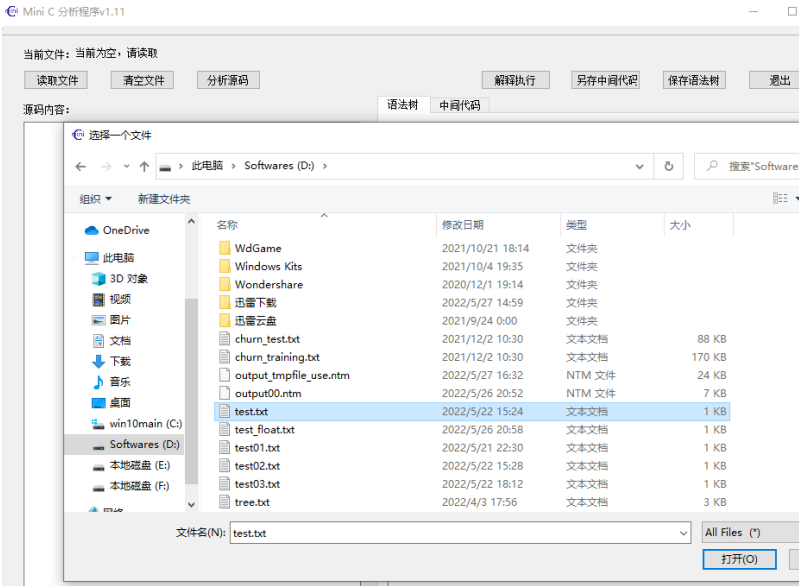 Mini C 分析程序v1.11
当前文件: 当前为空，请读取
读取文件 清空文件 分析源码 解释执行 另存中间代码 保存语法树 退出
源码内容: 语法树 中间代码
选择一个文件
此电脑 › Softwares (D:) › 搜索"Software
组织 新建文件夹
名称 修改日期 类型 大小
OneDrive
此电脑
3D 对象
视频
图片
文档
下载
音乐
桌面
win10main (C:)
Softwares (D:)
本地磁盘 (E:)
本地磁盘 (F:)
网络
WdGame 2021/10/21 18:14 文件夹
Windows Kits 2021/10/4 19:35 文件夹
Wondershare 2020/12/1 19:14 文件夹
迅雷下载 2022/5/27 14:59 文件夹
迅雷云盘 2021/9/24 0:00 文件夹
churn_test.txt 2021/12/2 10:30 文本文档 88 KB
churn_training.txt 2021/12/2 10:30 文本文档 170 KB
output_tmpfile_use.ntm 2022/5/27 16:32 NTM 文件 24 KB
output00.ntm 2022/5/26 20:52 NTM 文件 7 KB
test.txt 2022/5/22 15:24 文本文档 1 KB
test_float.txt 2022/5/26 20:58 文本文档 1 KB
test01.txt 2022/5/21 22:30 文本文档 1 KB
test02.txt 2022/5/22 15:28 文本文档 1 KB
test03.txt 2022/5/22 18:12 文本文档 1 KB
tree.txt 2022/4/3 17:56 文本文档 3 KB
文件名(N): test.txt All Files (*)
打开(O)